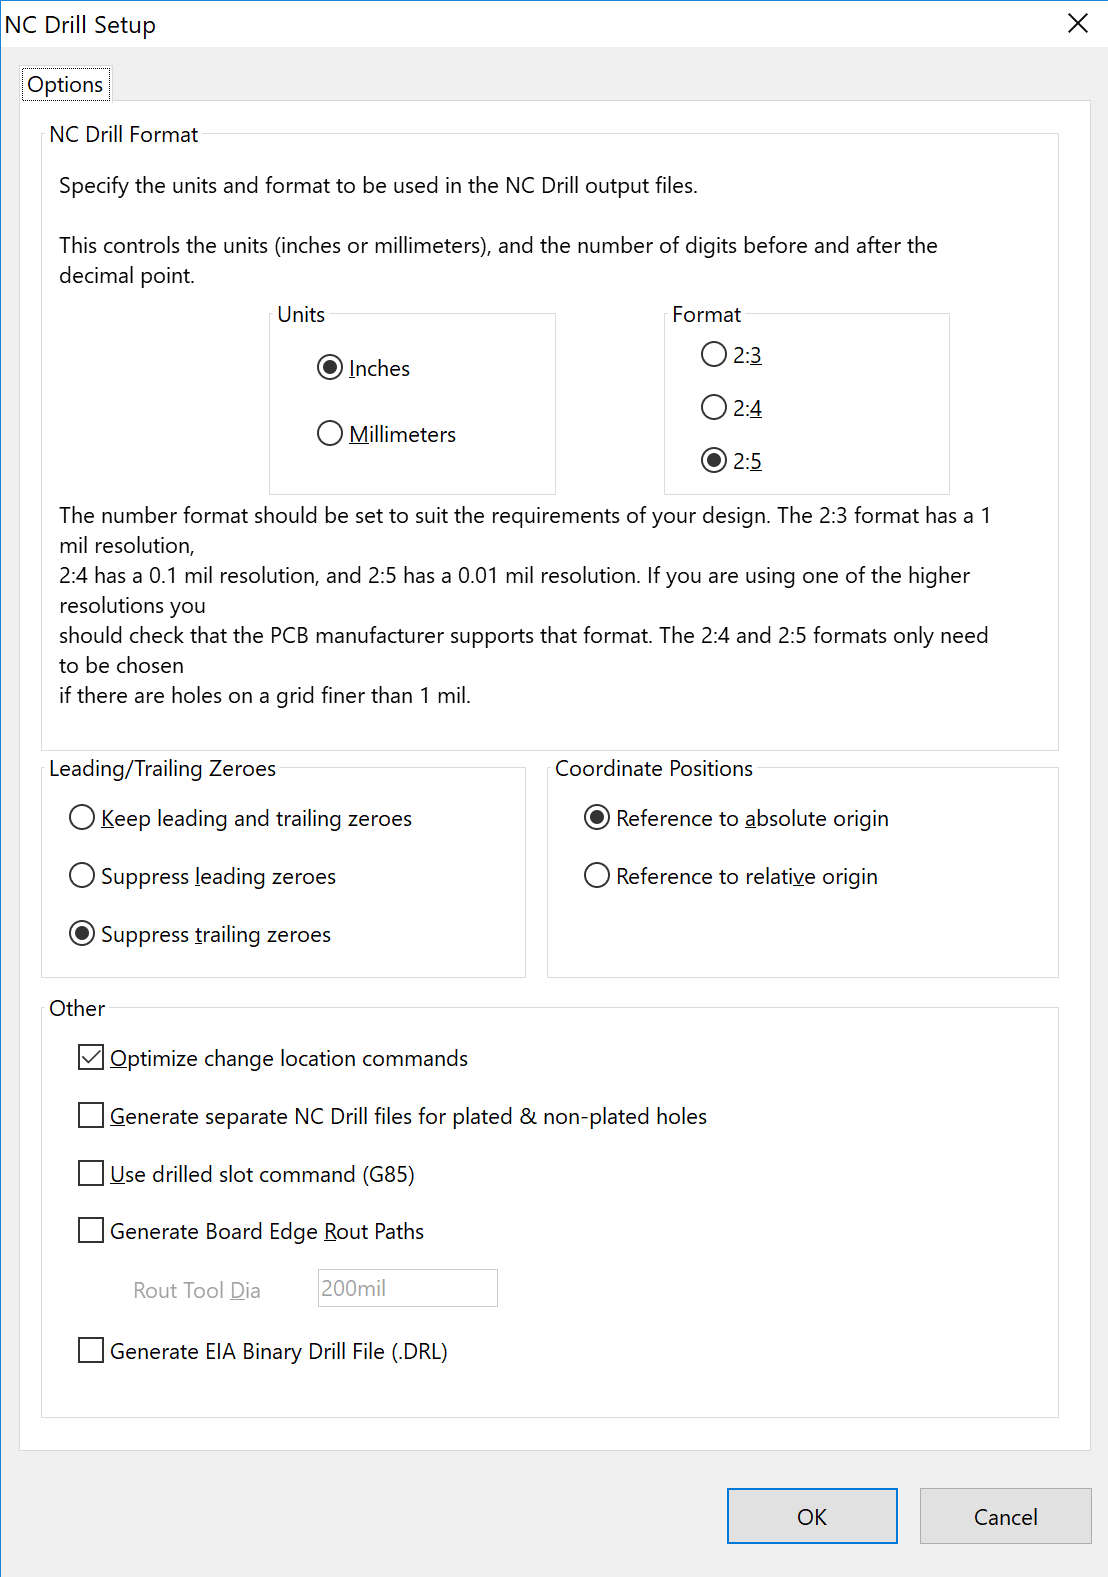 NC Drill Setup
Options
NC Drill Format
Specify the units and format to be used in the NC Drill output files.
This controls the units (inches or millimeters), and the number of digits before and after the
decimal point.
Units
Inches
Millimeters
Format
2:3
2:4
2:5
The number format should be set to suit the requirements of your design. The 2:3 format has a 1
mil resolution,
2:4 has a 0.1 mil resolution, and 2:5 has a 0.01 mil resolution. If you are using one of the higher
resolutions you
should check that the PCB manufacturer supports that format. The 2:4 and 2:5 formats only need
to be chosen
if there are holes on a grid finer than 1 mil.
Leading/Trailing Zeroes
Keep leading and trailing zeroes
Suppress leading zeroes
Suppress trailing zeroes
Coordinate Positions
Reference to absolute origin
Reference to relative origin
Other
Optimize change location commands
Generate separate NC Drill files for plated & non-plated holes
Use drilled slot command (G85)
Generate Board Edge Rout Paths
Rout Tool Dia
200mil
Generate EIA Binary Drill File (.DRL)
OK
Cancel